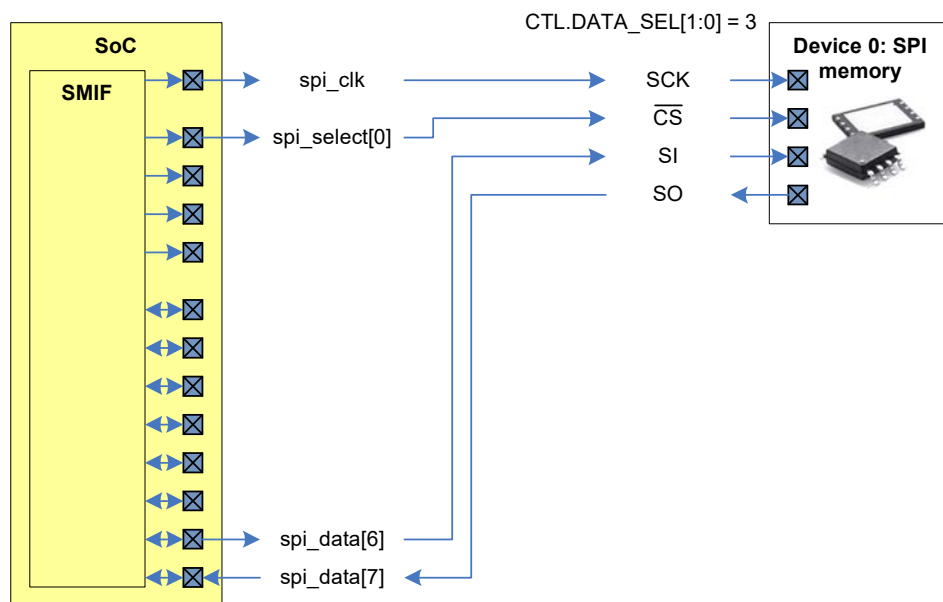 CTL.DATA_SEL[1:0] = 3
SoC
SMIF
Device 0: SPI
memory
spi_clk
SCK
spi_select[0]
CS
SI
SO
spi_data[6]
spi_data[7]